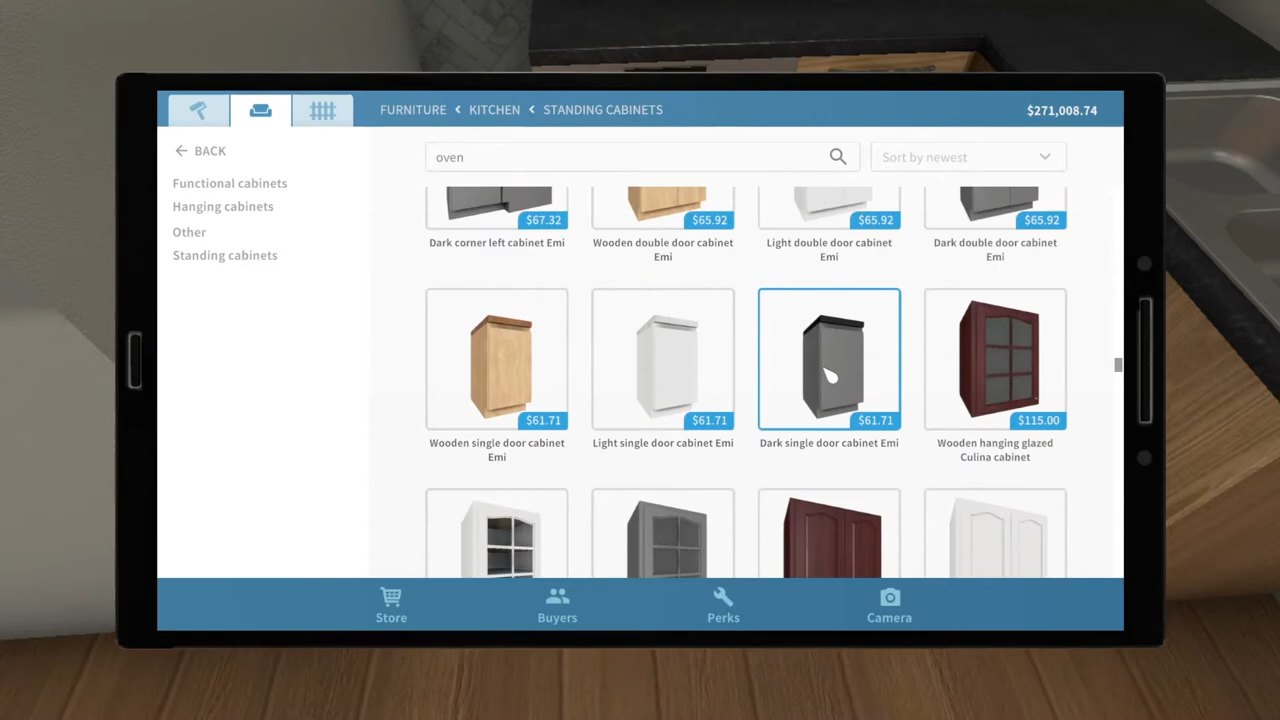 FURNITURE < KITCHEN < STANDING CABINETS
$271,008.74
BACK
oven
Sort by newest
Functional cabinets
Hanging cabinets
Other
Standing cabinets
$67.32
$65.92
$65.92
$65.92
Dark corner left cabinet Emi
Wooden double door cabinet
Emi
Light double door cabinet
Emi
Dark double door cabinet
Emi
$61.71
$61.71
$61.71
$115.00
Wooden single door cabinet
Emi
Light single door cabinet Emi
Dark single door cabinet Emi
Wooden hanging glazed
Culina cabinet
Store
Buyers
Perks
Camera